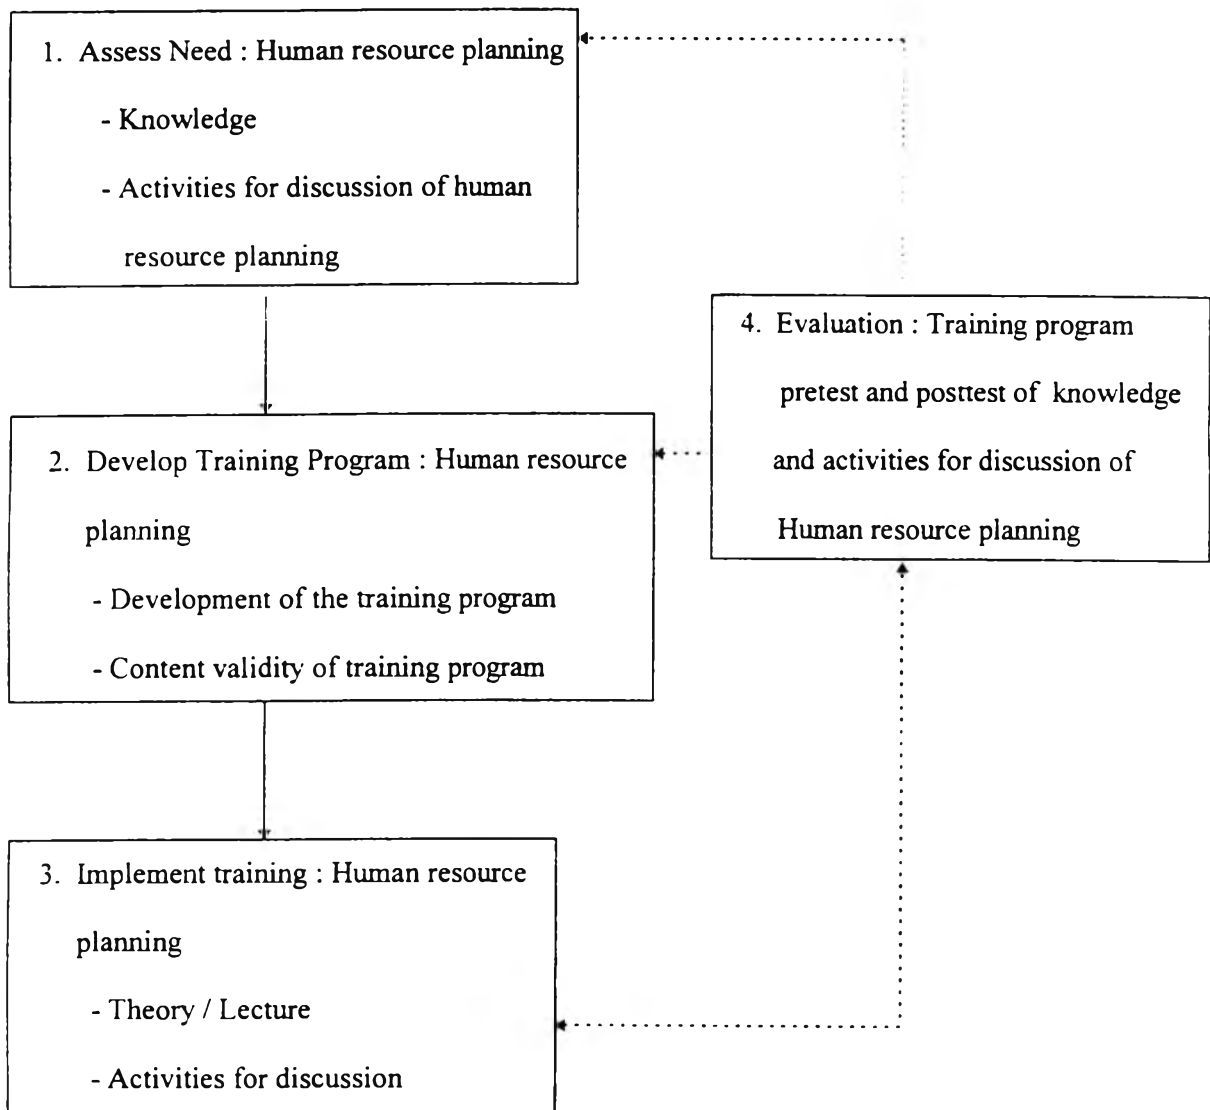 1. Assess Need : Human resource planning
- Knowledge
- Activities for discussion of human
resource planning
2. Develop Training Program : Human resource
planning
- Development of the training program
- Content validity of training program
3. Implement training : Human resource
planning
- Theory / Lecture
- Activities for discussion
4. Evaluation : Training program
pretest and posttest of knowledge
and activities for discussion of
Human resource planning